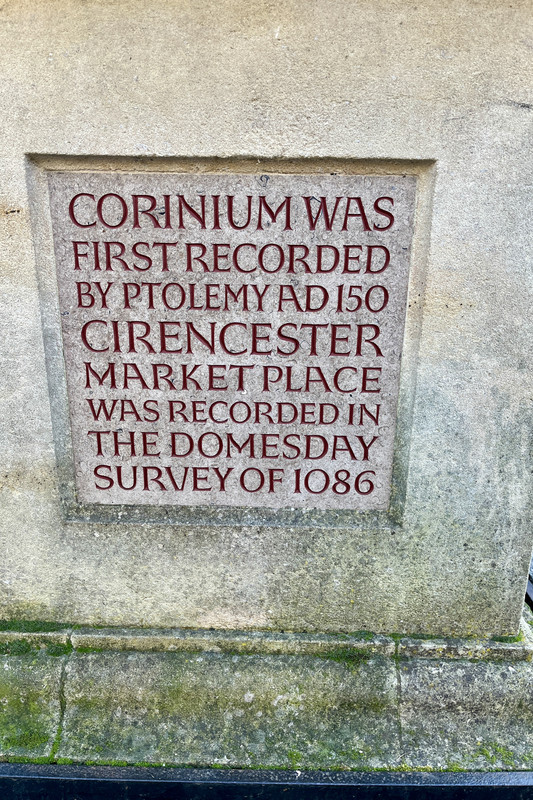 CORINIUM WAS
FIRST RECORDED
BY PTOLEMY AD 150
CIRENCESTER
MARKET PLACE
WAS RECORDED IN
THE DOMESDAY
SURVEY OF 1086